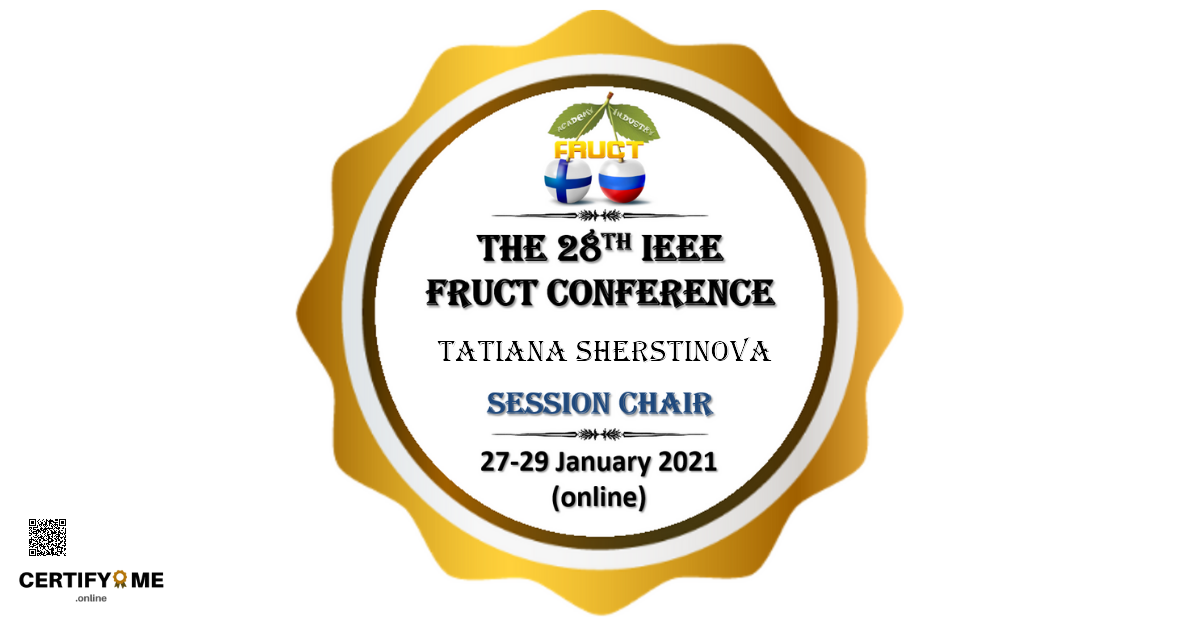 ACADEMY INDUSTRY
FRUCT
THE 28TH IEEE
FRUCT CONFERENCE
TATIANA SHERSTINOVA
SESSION CHAIR
27-29 January 2021
(online)
CERTIFY ME
.online